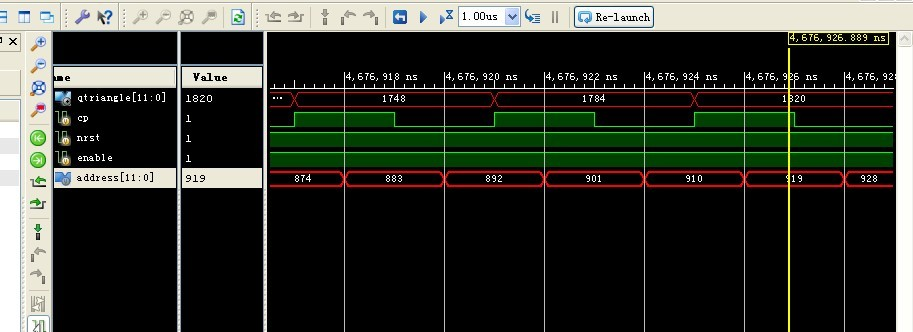 1.00us Re-launch
4,676,926.889 ns
me Value
4,676,918 ns 4,676,920 ns 4,676,922 ns 4,676,924 ns 4,676,926 ns 4,676,928
qtriangle[11:0] 1820 ... 1748 1784 1820
cp 1
nrst 1
enable 1
address[11:0] 919 874 883 892 901 910 919 928